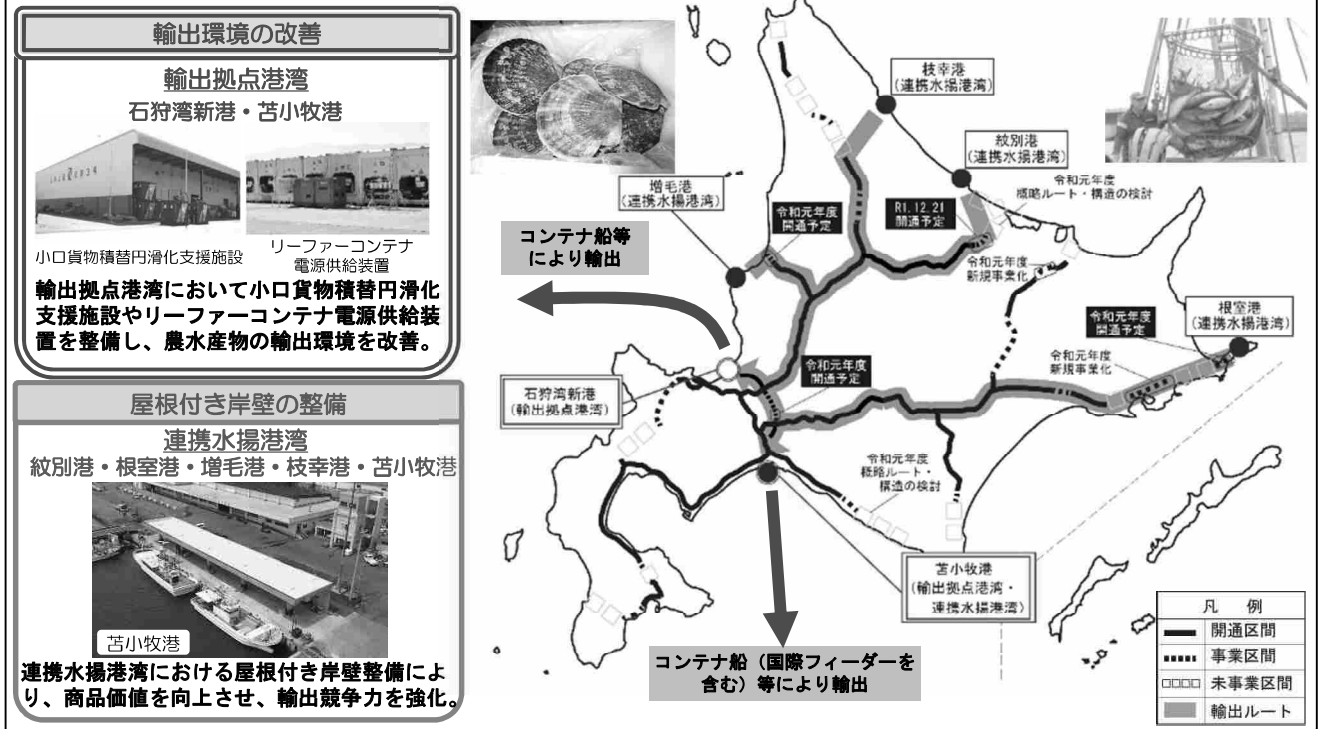 輸出環境の改善
輸出拠点港湾
石狩湾新港・苫小牧港
小口貨物積替円滑化支援施設
リーファーコンテナ
電源供給装置
輸出拠点港湾において小口貨物積替円滑化
支援施設やリーファーコンテナ電源供給装
置を整備し、農水産物の輸出環境を改善。
屋根付き岸壁の整備
連携水揚港湾
紋別港・根室港・増毛港・枝幸港・苫小牧港
苫小牧港
連携水揚港湾における屋根付き岸壁整備によ
り、商品価値を向上させ、輸出競争力を強化。
枝幸港
(連携水揚港湾)
紋別港
(連携水揚港湾)
増毛港
(連携水揚港湾)
令和元年度
概略ルート・構造の検討
令和元年度
開通予定
R1.12.21
開通予定
コンテナ船等
により輸出
令和元年度
新規事業化
根室港
(連携水揚港湾)
令和元年度
開通予定
令和元年度
新規事業化
令和元年度
開通予定
石狩湾新港
(輸出拠点港湾)
令和元年度
概略ルート・
構造の検討
苫小牧港
(輸出拠点港湾・
連携水揚港湾)
コンテナ船（国際フィーダーを
含む）等により輸出
凡 例
開通区間
事業区間
未事業区間
輸出ルート